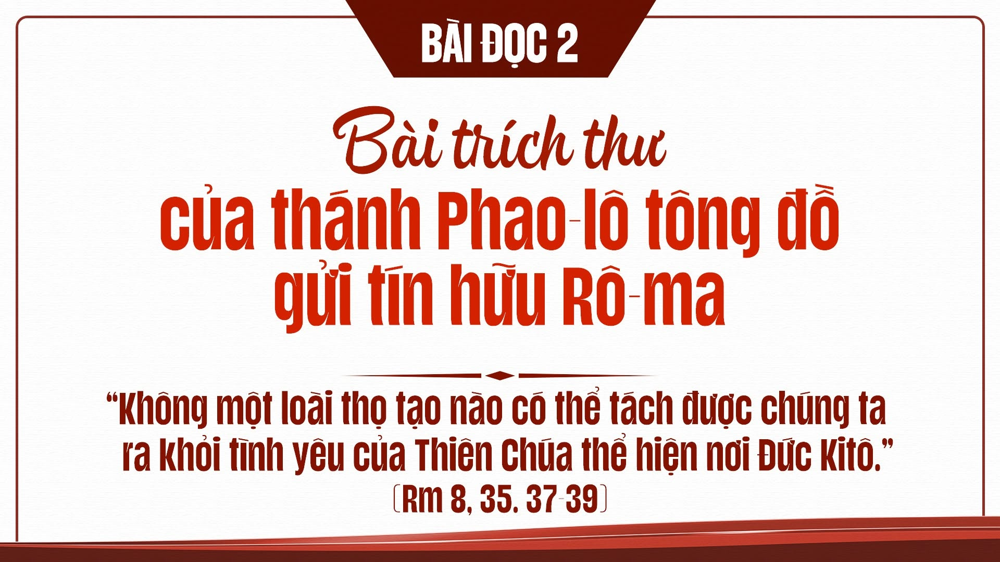 BÀI ĐỌC 2
Bài trích thư
của thánh Phao-lô tông đồ
gửi tín hữu Rô-ma
“Không một loài thọ tạo nào có thể tách được chúng ta
ra khỏi tình yêu của Thiên Chúa thể hiện nơi Đức Kitô.”
(Rm 8, 35. 37-39)